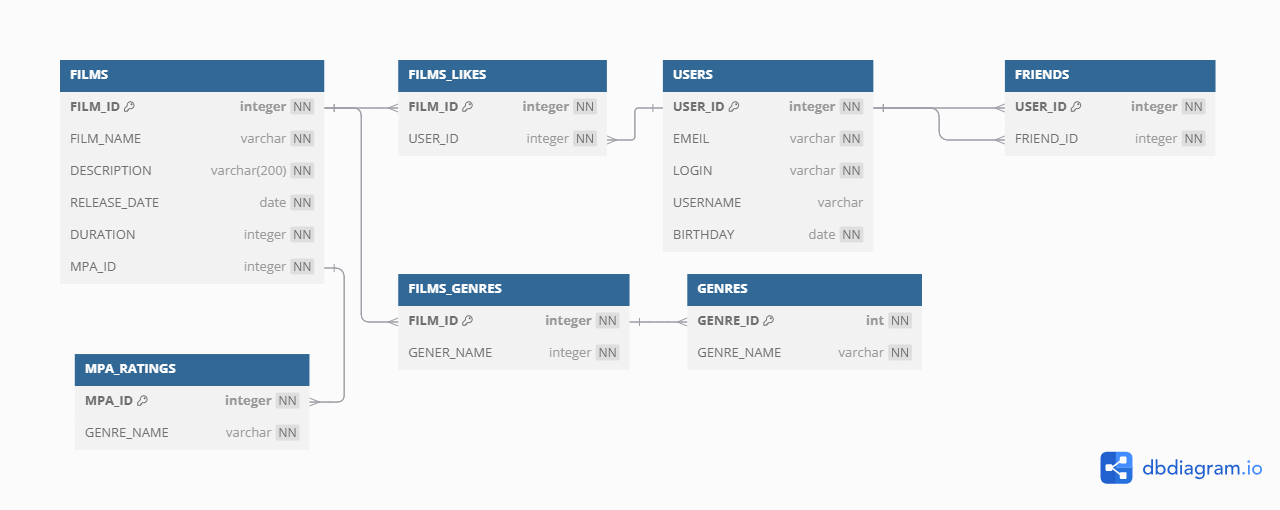 FILMS
FILM_ID integer NN
FILM_NAME varchar NN
DESCRIPTION varchar(200) NN
RELEASE_DATE date NN
DURATION integer NN
MPA_ID integer NN
FILMS_LIKES
FILM_ID integer NN
USER_ID integer NN
USERS
USER_ID integer NN
EMEIL varchar NN
LOGIN varchar NN
USERNAME varchar
BIRTHDAY date NN
FRIENDS
USER_ID integer NN
FRIEND_ID integer NN
FILMS_GENRES
FILM_ID integer NN
GENER_NAME integer NN
GENRES
GENRE_ID int NN
GENRE_NAME varchar NN
MPA_RATINGS
MPA_ID integer NN
GENRE_NAME varchar NN
dbdiagram.io